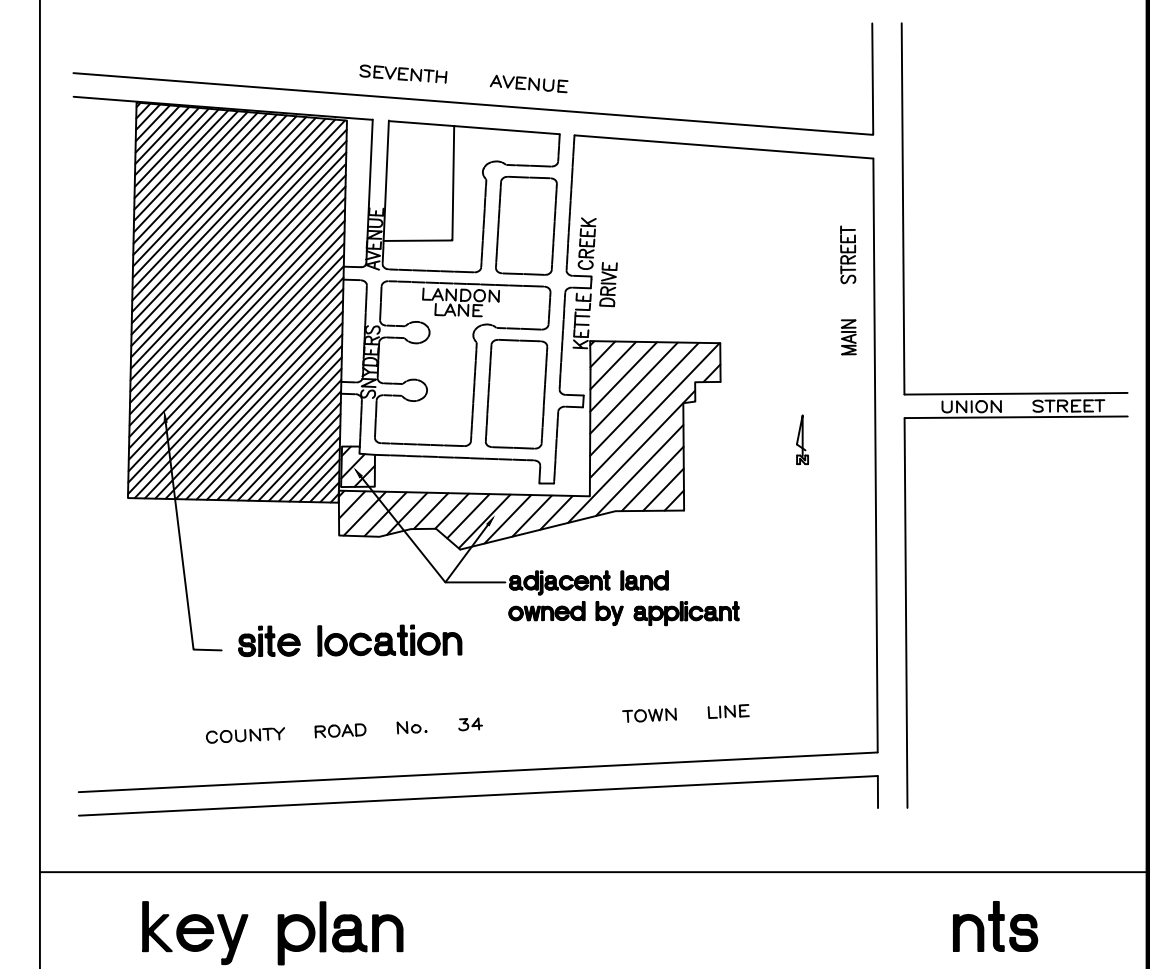 SEVENTH AVENUE
SNYDERS AVENUE
LANDON
LANE
KETTLE CREEK
DRIVE
MAIN STREET
UNION STREET
N
adjacent land
owned by applicant
site location
COUNTY ROAD No. 34 TOWN LINE
key plan nts